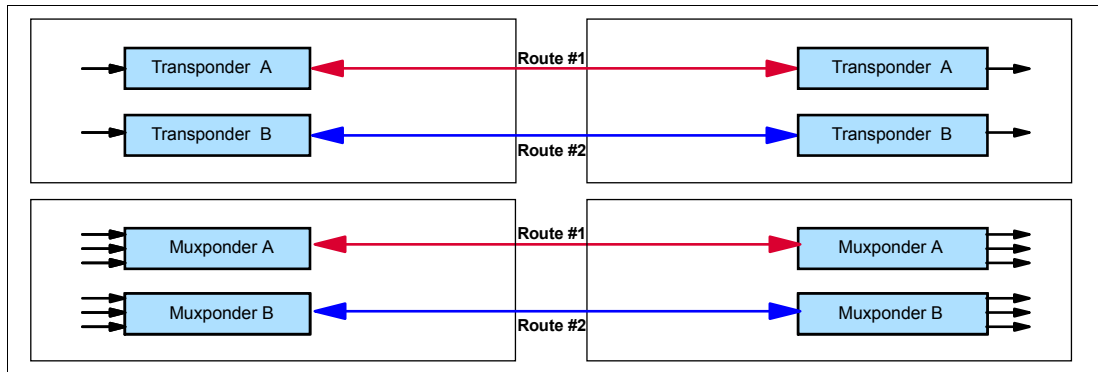 Route #1
Transponder A
Transponder A
Transponder B
Transponder B
Route #2
Route #1
Muxponder A
Muxponder A
Muxponder B
Muxponder B
Route #2